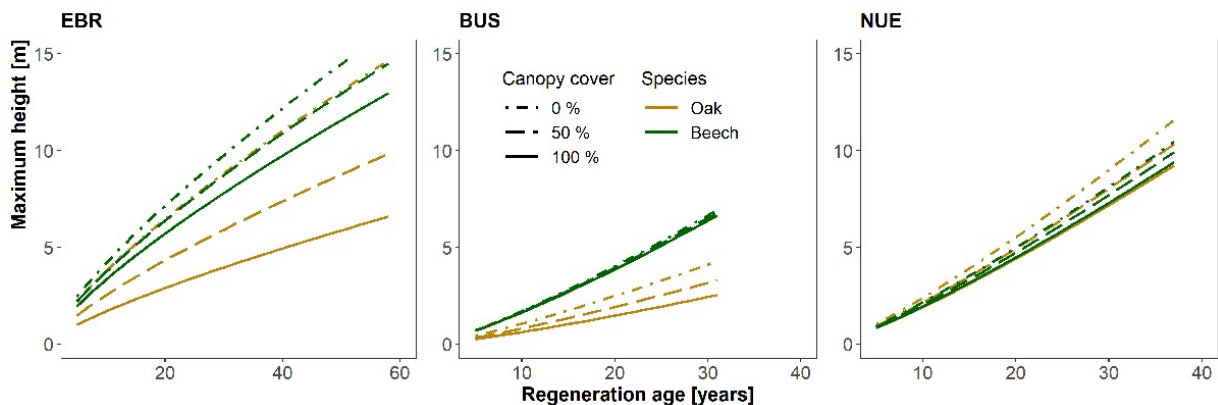 EBR
BUS
NUE
Maximum height [m]
15
10
5
0
20
40
60
15
10
5
0
10
20
30
40
Canopy cover
0 %
50 %
100 %
Species
Oak
Beech
15
10
5
0
10
20
30
40
Regeneration age [years]